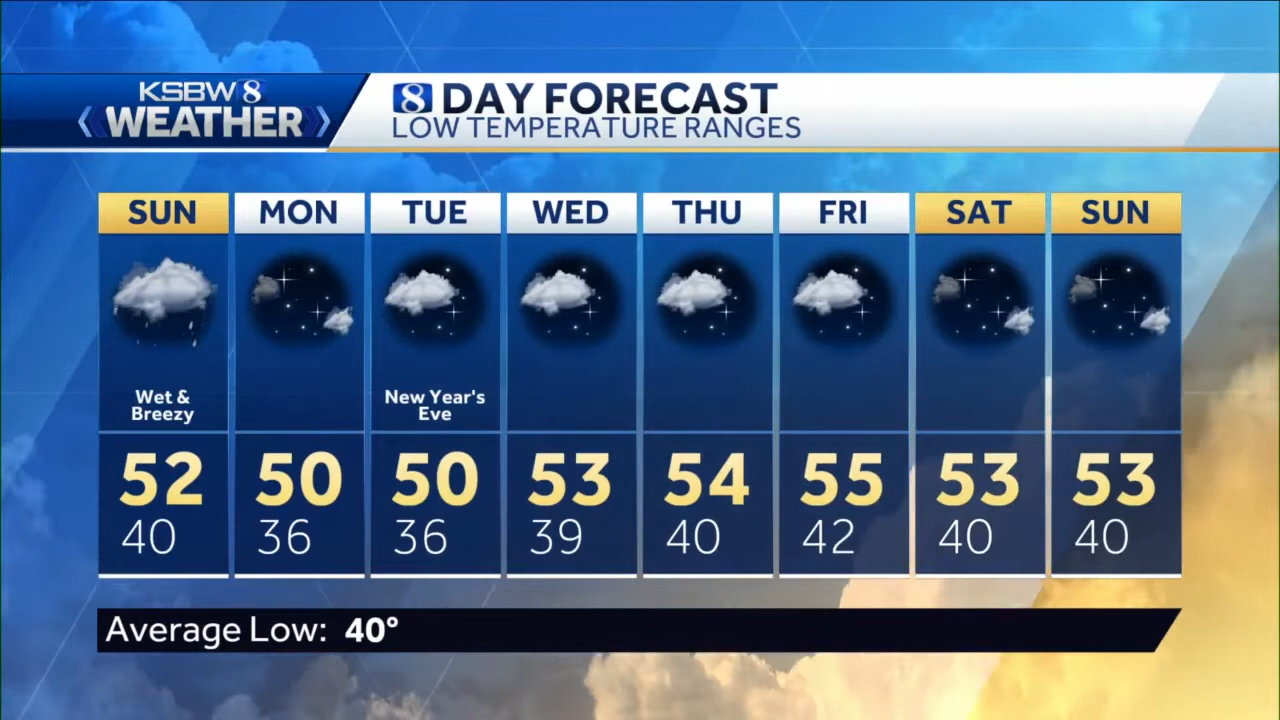 KSBW 8
WEATHER
8 DAY FORECAST
LOW TEMPERATURE RANGES
SUN MON TUE WED THU FRI SAT SUN
Wet &
Breezy
New Year's
Eve
52 50 50 53 54 55 53 53
40 36 36 39 40 42 40 40
Average Low: 40°